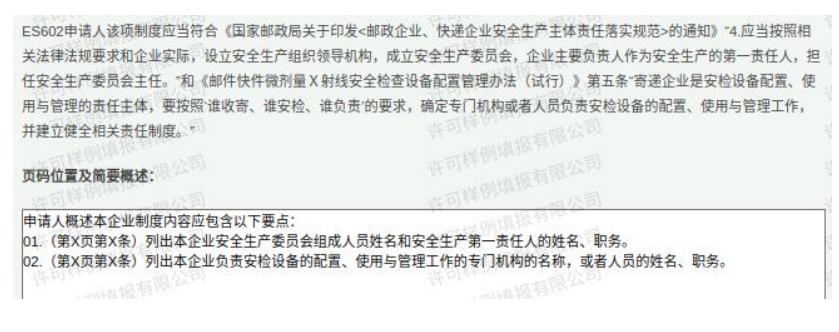 ES602申请人该项制度应当符合《国家邮政局关于印发<邮政企业、快递企业安全生产主体责任落实规范>的通知》"4.应当按照相
关法律法规要求和企业实际，设立安全生产组织领导机构，成立安全生产委员会，企业主要负责人作为安全生产的第一责任人，担
任安全生产委员会主任。"和《邮件快件微剂量X射线安全检查设备配置管理办法（试行）》第五条"寄递企业是安检设备配置、使
用与管理的责任主体，要按照'谁收寄、谁安检、谁负责'的要求，确定专门机构或者人员负责安检设备的配置、使用与管理工作，
并建立健全相关责任制度。"
许可样例填报有限公司
页码位置及简要概述：
申请人概述本企业制度内容应包含以下要点：
01.（第X页第X条）列出本企业安全生产委员会组成人员姓名和安全生产第一责任人的姓名、职务。
02.（第X页第X条）列出本企业负责安检设备的配置、使用与管理工作的专门机构的名称，或者人员的姓名、职务。